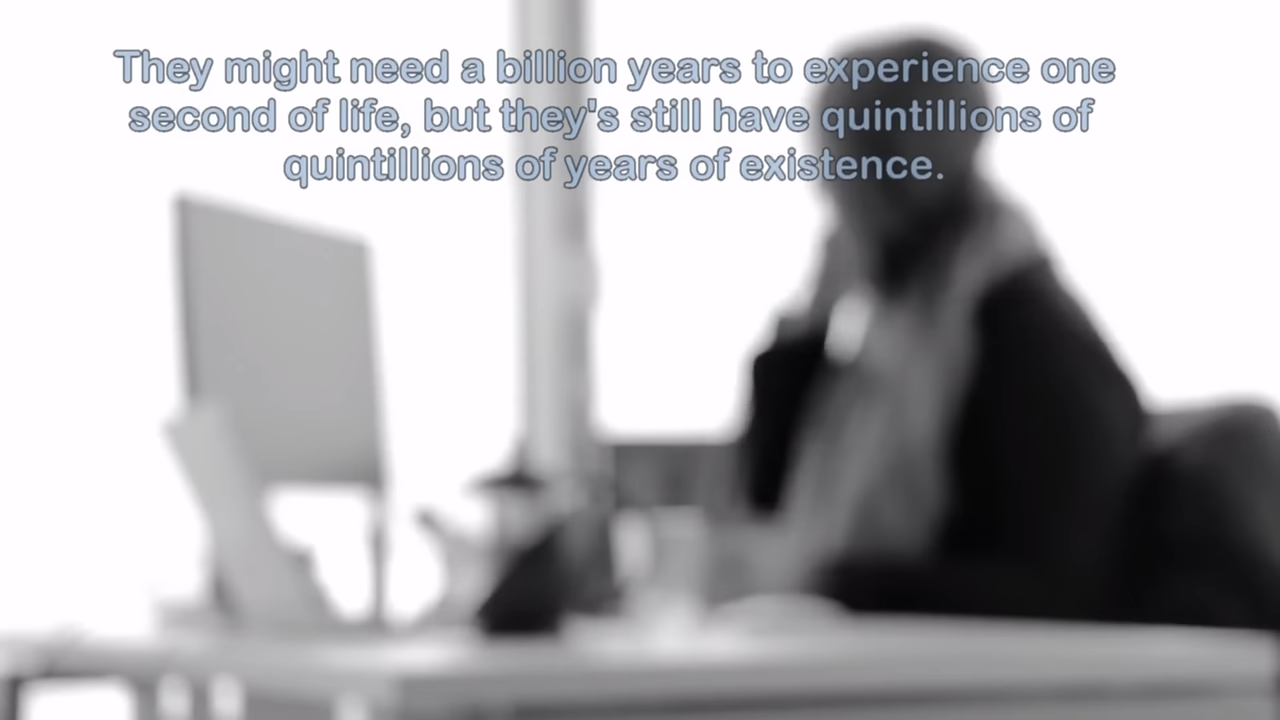 They might need a billion years to experience one
second of life, but they's still have quintillions of
quintillions of years of existence.